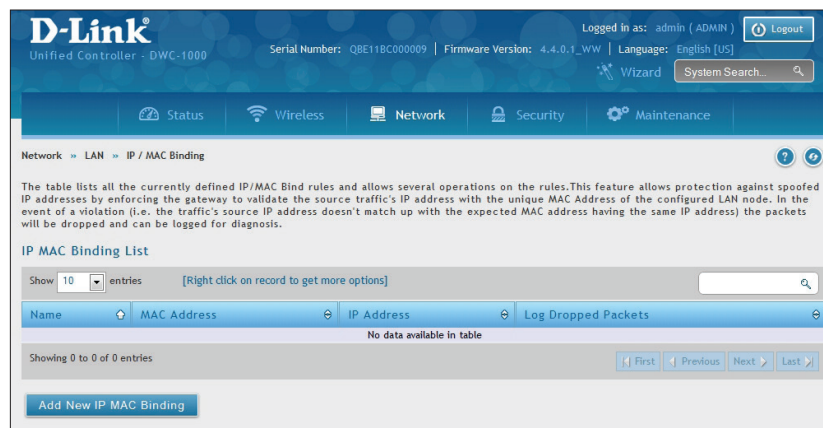 D-Link
Unified Controller - DWC-1000
Logged in as: admin ( ADMIN )
Logout
Serial Number: QBE11BC000009 | Firmware Version: 4.4.0.1_WW | Language: English [US]
Wizard
System Search...
Status
Wireless
Network
Security
Maintenance
Network » LAN » IP / MAC Binding
The table lists all the currently defined IP/MAC Bind rules and allows several operations on the rules.This feature allows protection against spoofed
IP addresses by enforcing the gateway to validate the source traffic's IP address with the unique MAC Address of the configured LAN node. In the
event of a violation (i.e. the traffic's source IP address doesn't match up with the expected MAC address having the same IP address) the packets
will be dropped and can be logged for diagnosis.
IP MAC Binding List
Show 10 entries
[Right click on record to get more options]
Name
MAC Address
IP Address
Log Dropped Packets
No data available in table
Showing 0 to 0 of 0 entries
First
Previous
Next
Last
Add New IP MAC Binding